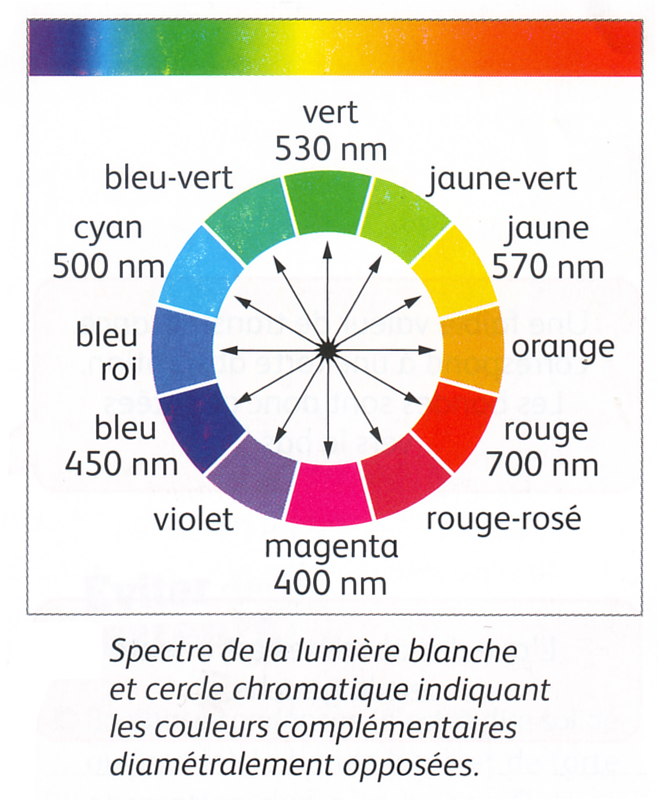 vert
530 nm
bleu-vert
jaune-vert
cyan
500 nm
jaune
570 nm
bleu
roi
orange
bleu
450 nm
rouge
700 nm
violet
rouge-rosé
magenta
400 nm
Spectre de la lumière blanche
et cercle chromatique indiquant
les couleurs complémentaires
diamétralement opposées.